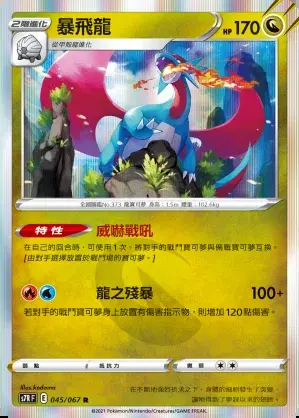 2階進化
暴飛龍
HP 170
從甲殼龍進化
全國圖鑑No.373 龍寶可夢 身高:1.5m 體重:102.6kg
特性 威嚇戰吼
在自己的回合時,可使用1次。將對手的戰鬥寶可夢與備戰寶可夢互換。
[由對手選擇放置於戰鬥場的寶可夢。]
龍之殘暴 100+
若對手的戰鬥寶可夢身上放置有傷害指示物,則增加120點傷害。
弱點
抵抗力
撤退
Illus.kodama
S7R F 045/067 R
©2021 Pokémon/Nintendo/Creatures/GAME FREAK.